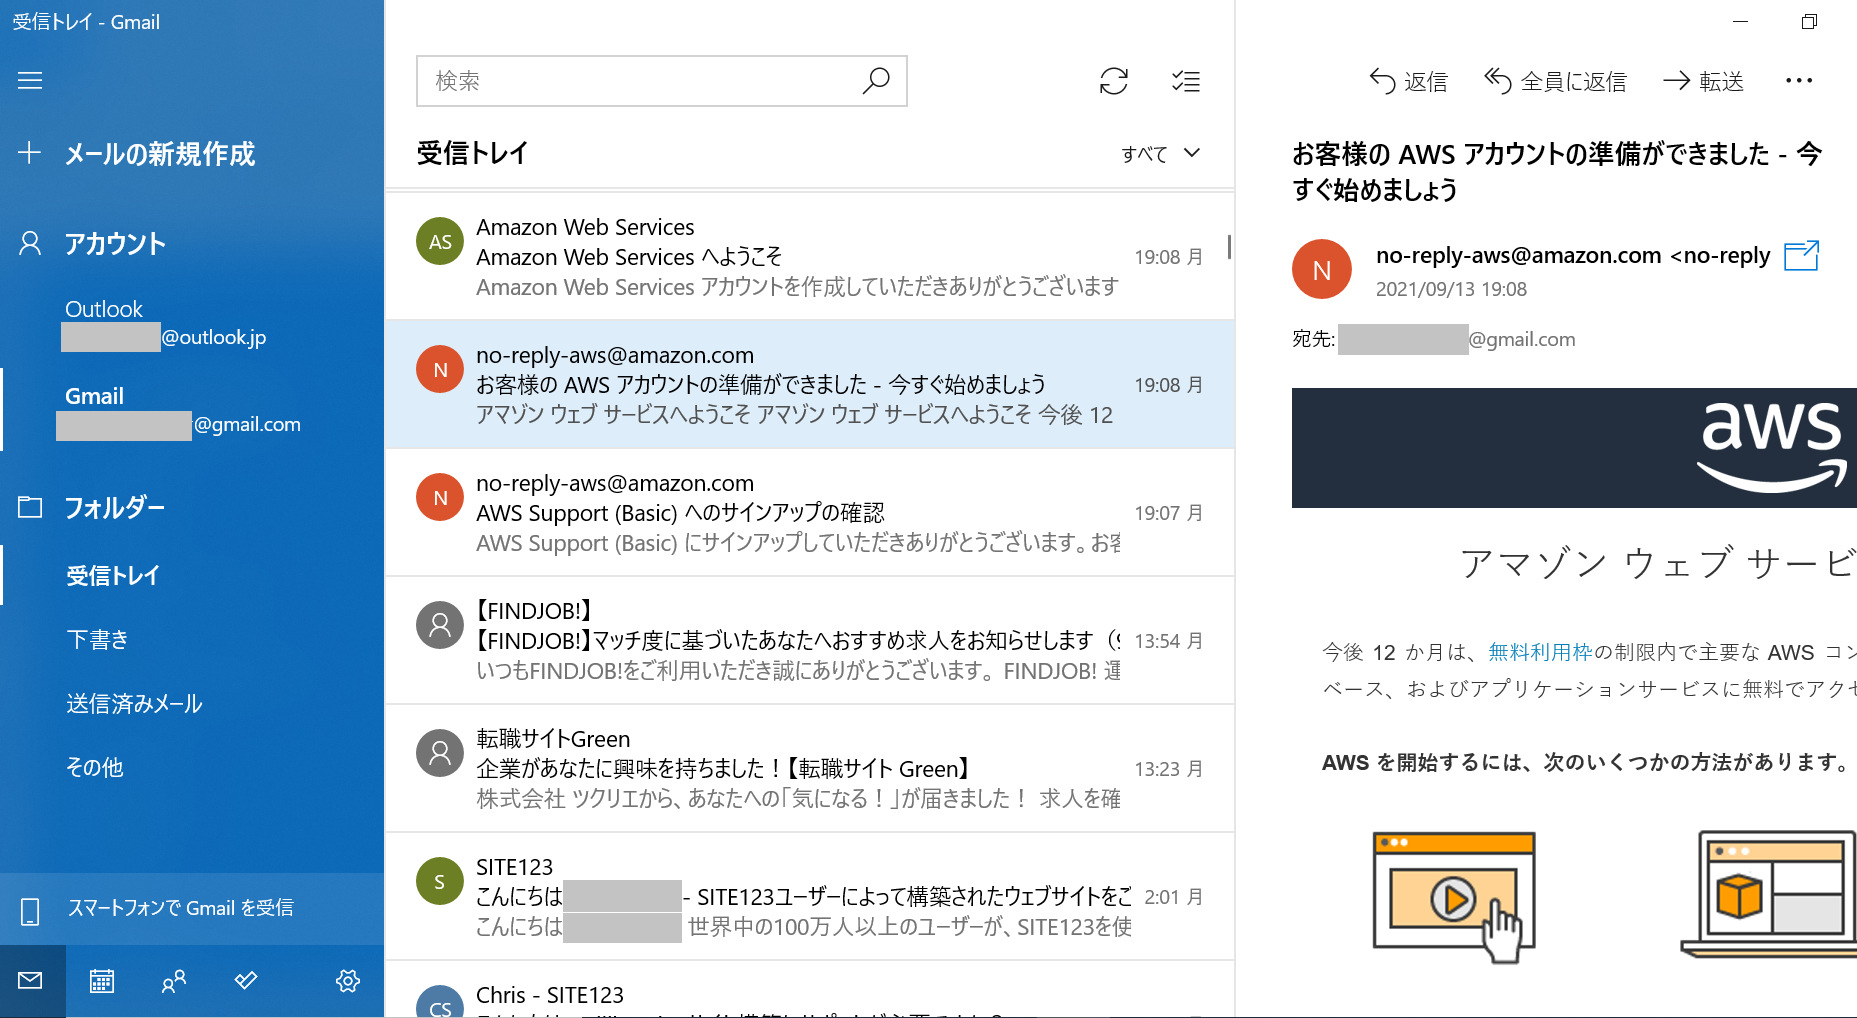 受信トレイ - Gmail
メールの新規作成
アカウント
Outlook
@outlook.jp
Gmail
@gmail.com
フォルダー
受信トレイ
下書き
送信済みメール
その他
スマートフォンで Gmail を受信
検索
受信トレイ
すべて
AS
Amazon Web Services
Amazon Web Services へようこそ
19:08 月
Amazon Web Services アカウントを作成していただきありがとうございます
N
no-reply-aws@amazon.com
お客様の AWS アカウントの準備ができました - 今すぐ始めましょう
19:08 月
アマゾン ウェブ サービスへようこそ アマゾン ウェブ サービスへようこそ 今後 12
N
no-reply-aws@amazon.com
AWS Support (Basic) へのサインアップの確認
19:07 月
AWS Support (Basic) にサインアップしていただきありがとうございます。お客
【FINDJOB!】
【FINDJOB!】マッチ度に基づいたあなたへおすすめ求人をお知らせします（9
13:54 月
いつもFINDJOB!をご利用いただき誠にありがとうございます。 FINDJOB! 運
転職サイトGreen
企業があなたに興味を持ちました！【転職サイト Green】
13:23 月
株式会社 ツクリエから、あなたへの「気になる！」が届きました！ 求人を確
S
SITE123
こんにちは - SITE123ユーザーによって構築されたウェブサイトをご
2:01 月
こんにちは 世界中の100万人以上のユーザーが、SITE123を使
CS
Chris - SITE123
返信
全員に返信
転送
お客様の AWS アカウントの準備ができました - 今
すぐ始めましょう
N
no-reply-aws@amazon.com <no-reply
2021/09/13 19:08
宛先: @gmail.com
aws
アマゾン ウェブ サービ
今後 12 か月は、無料利用枠の制限内で主要な AWS コン
ベース、およびアプリケーションサービスに無料でアクセ
AWS を開始するには、次のいくつかの方法があります。